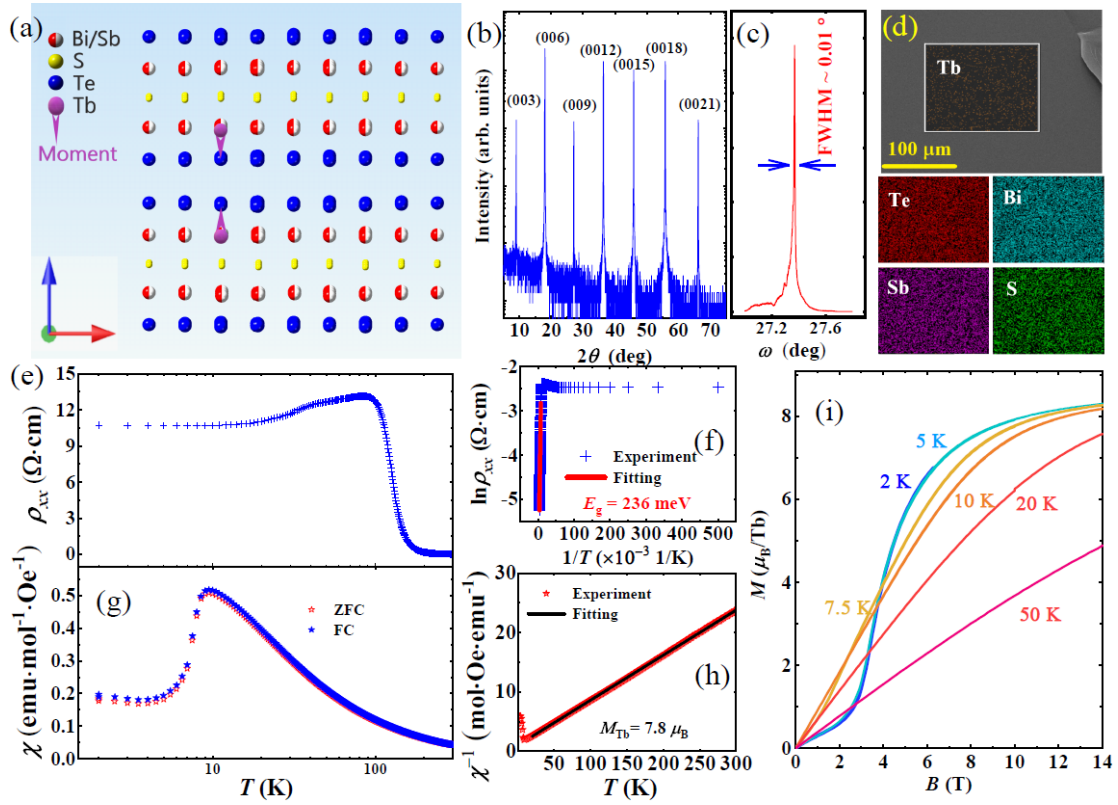 (a)
Bi/Sb
S
Te
Tb
Moment
(b)
Intensity (arb. units)
(003)
(006)
(009)
(0012)
(0015)
(0018)
(0021)
10 20 30 40 50 60 70
2θ (deg)
(c)
FWHM ~ 0.01 °
27.2 27.6
ω (deg)
(d)
Tb
100 μm
Te
Bi
Sb
S
(e)
ρxx (Ω·cm)
15
12
9
6
3
0
(f)
lnρxx (Ω·cm)
-2
-3
-4
-5
Experiment
Fitting
Eg = 236 meV
0 100 200 300 400 500
1/T (×10⁻³ 1/K)
(g)
χ (emu·mol⁻¹·Oe⁻¹)
0.5
0.4
0.3
0.2
0.1
0.0
ZFC
FC
10 100
T (K)
(h)
χ⁻¹ (mol·Oe·emu⁻¹)
30
20
10
0
Experiment
Fitting
MTb= 7.8 μB
50 100 150 200 250 300
T (K)
(i)
M (μB/Tb)
8
6
4
2
0
5 K
2 K
10 K
20 K
7.5 K
50 K
0 2 4 6 8 10 12 14
B (T)